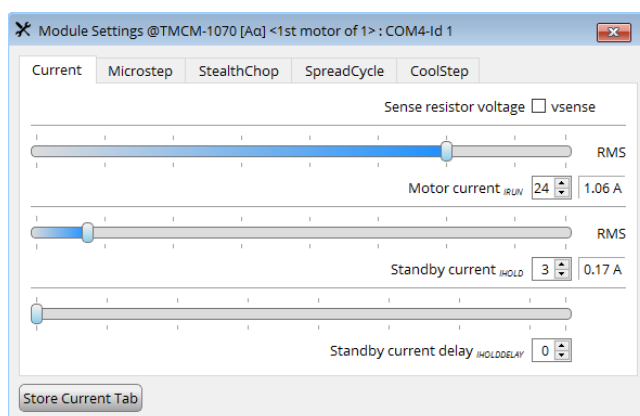 Module Settings @TMCM-1070 [Aα] <1st motor of 1> : COM4-Id 1
Current Microstep StealthChop SpreadCycle CoolStep
Sense resistor voltage vsense
RMS
Motor current IRUN 24 1.06 A
RMS
Standby current IHOLD 3 0.17 A
Standby current delay IHOLDDELAY 0
Store Current Tab